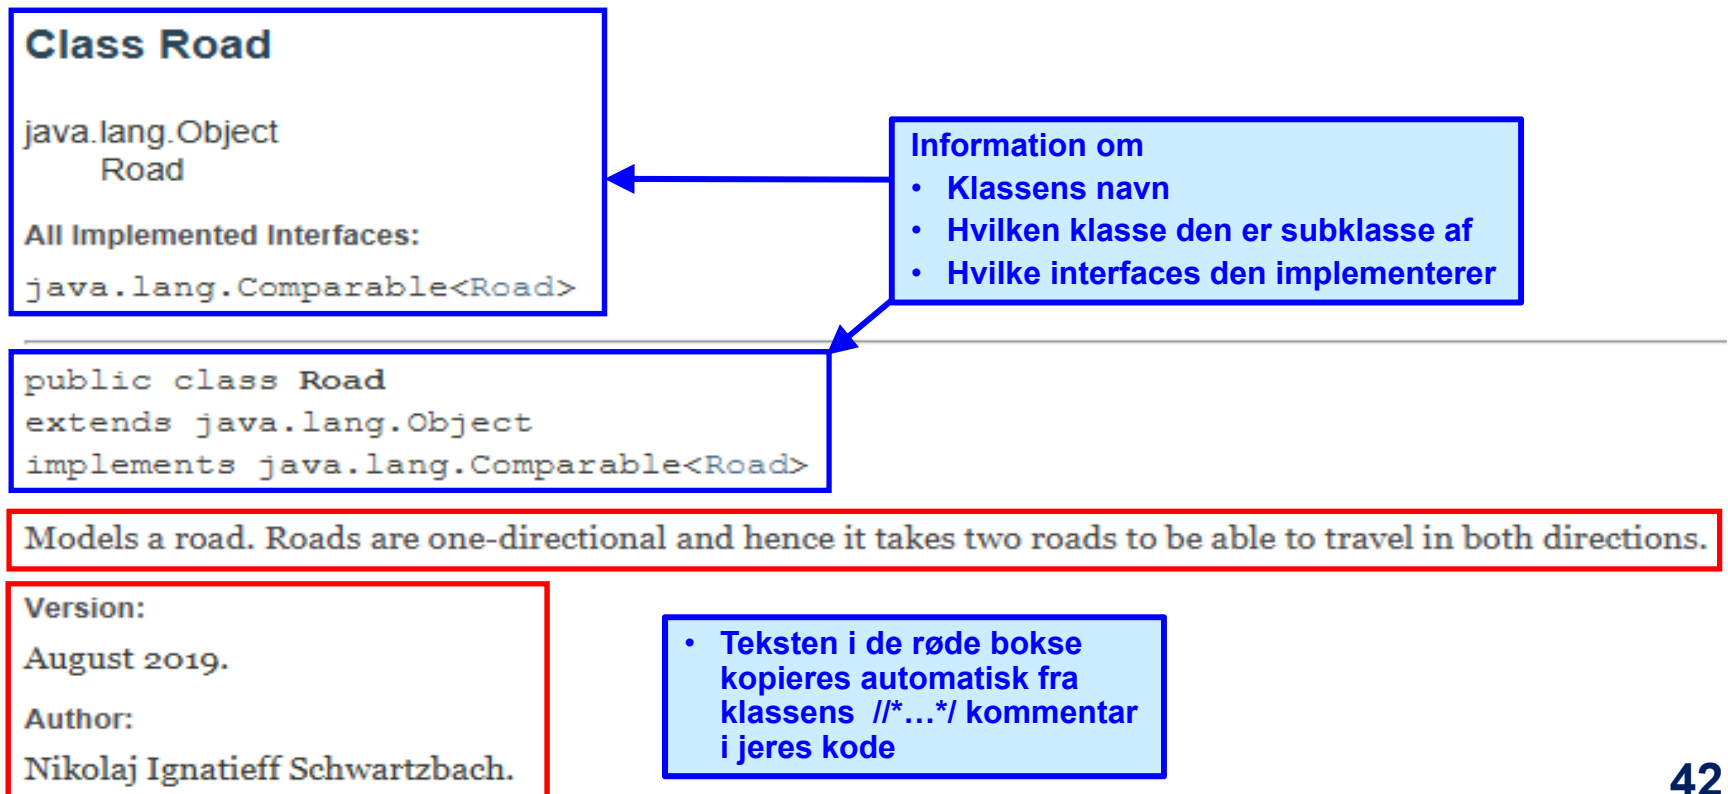 Class Road
java.lang.Object
Road
All Implemented Interfaces:
java.lang.Comparable<Road>
Information om
• Klassens navn
• Hvilken klasse den er subklasse af
• Hvilke interfaces den implementerer
public class Road
extends java.lang.Object
implements java.lang.Comparable<Road>
Models a road. Roads are one-directional and hence it takes two roads to be able to travel in both directions.
Version:
August 2019.
Author:
Nikolaj Ignatieff Schwartzbach.
• Teksten i de røde bokse
kopieres automatisk fra
klassens //*…*/ kommentar
i jeres kode
42